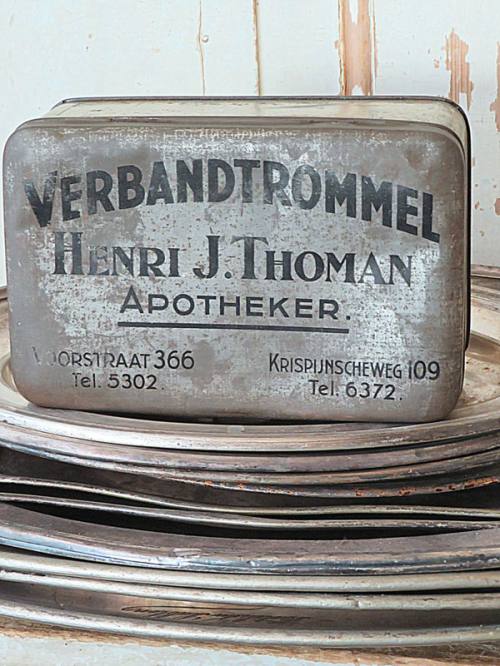 VERBANDTROMMEL
HENRI J. THOMAN
APOTHEKER.
VOORSTRAAT 366
Tel. 5302.
KRISPIJNSCHEWEG 109
Tel. 6372.